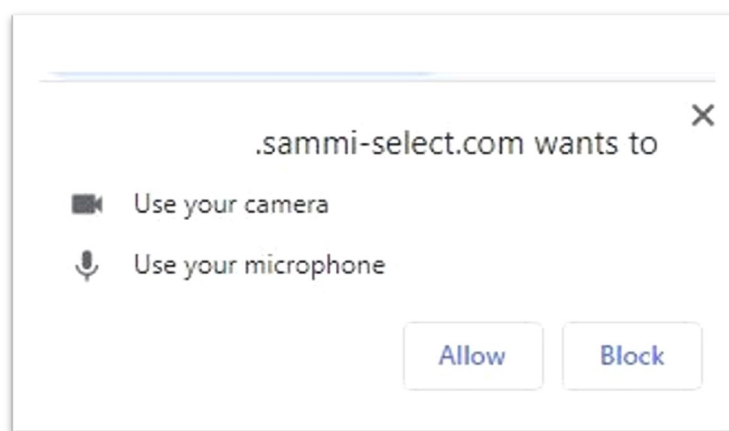 .sammi-select.com wants to
Use your camera
Use your microphone
Allow Block